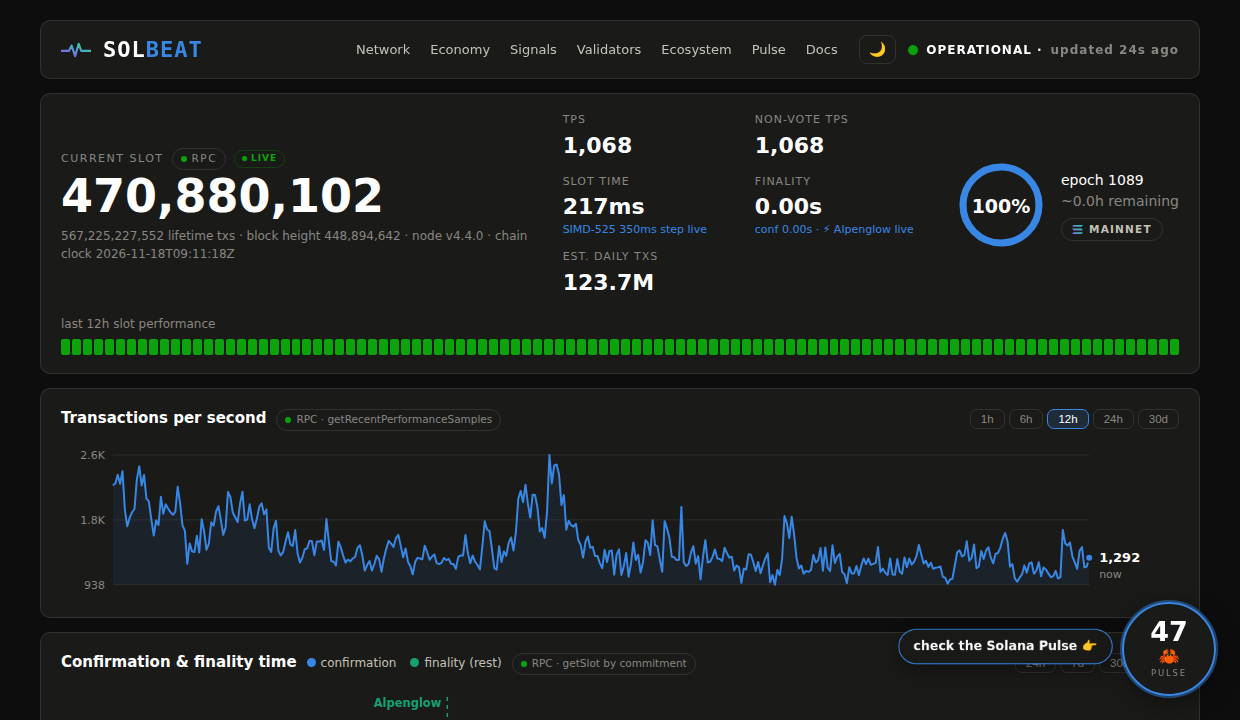 SOLBEAT
Network Economy Signals Validators Ecosystem Pulse Docs 🌙 OPERATIONAL · updated 24s ago
CURRENT SLOT RPC LIVE
470,880,102
567,225,227,552 lifetime txs · block height 448,894,642 · node v4.4.0 · chain
clock 2026-11-18T09:11:18Z
TPS
1,068
NON-VOTE TPS
1,068
SLOT TIME
217ms
SIMD-525 350ms step live
FINALITY
0.00s
conf 0.00s · ⚡ Alpenglow live
EST. DAILY TXS
123.7M
100%
epoch 1089
~0.0h remaining
MAINNET
last 12h slot performance
Transactions per second RPC · getRecentPerformanceSamples
1h 6h 12h 24h 30d
2.6K
1.8K
938
1,292
now
Confirmation & finality time confirmation finality (rest) RPC · getSlot by commitment
Alpenglow
check the Solana Pulse 👉
47
🦀
PULSE